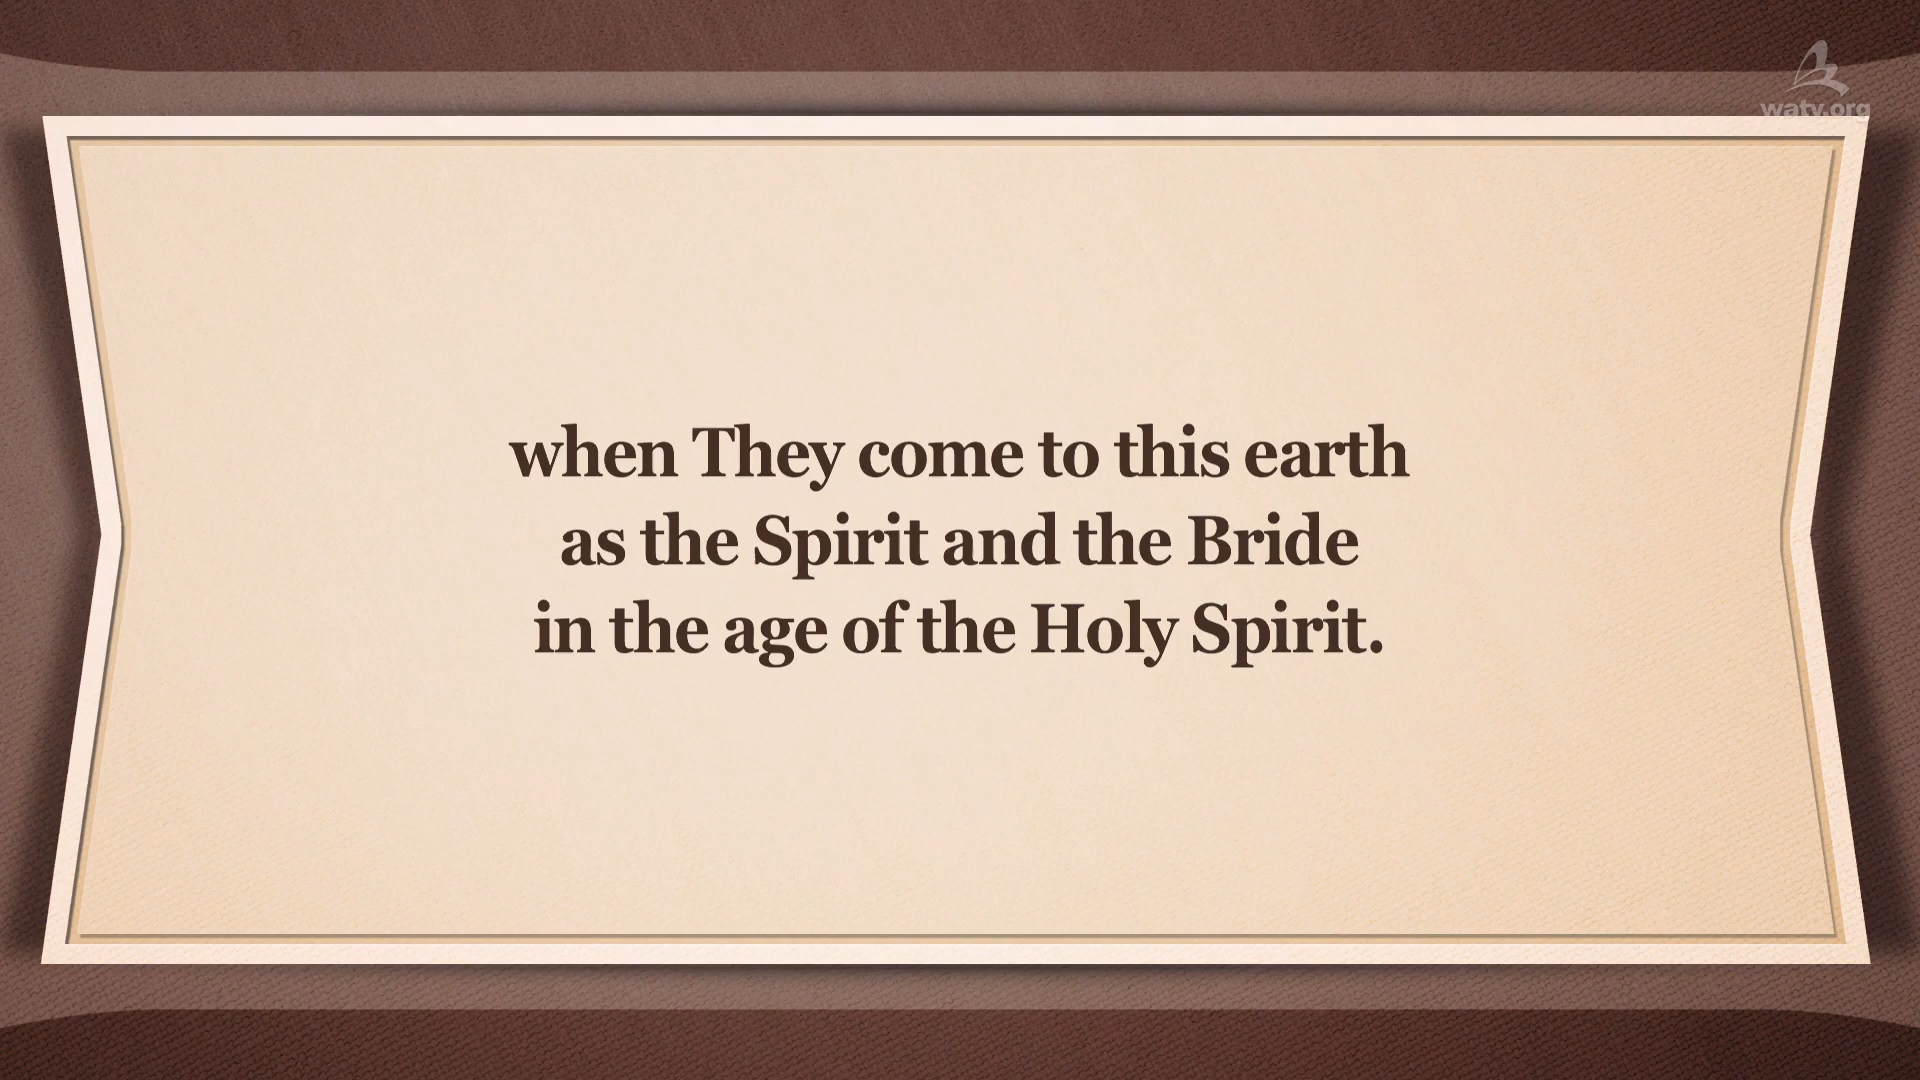 watv.org
when They come to this earth
as the Spirit and the Bride
in the age of the Holy Spirit.